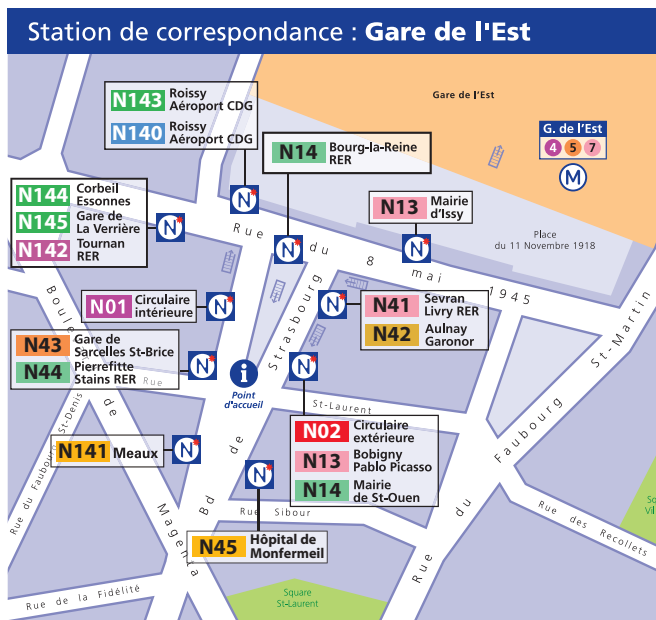 Station de correspondance : Gare de l'Est
Gare de l'Est
N143 Roissy
Aéroport CDG
N140 Roissy
Aéroport CDG
N14 Bourg-la-Reine
RER
G. de l'Est
4 5 7
M
N144 Corbeil
Essonnes
N145 Gare de
La Verrière
N142 Tournan
RER
N13 Mairie
d'Issy
Place
du 11 Novembre 1918
Rue du 8 mai 1945
N01 Circulaire
intérieure
N41 Sevran
Livry RER
N42 Aulnay
Garonor
N43 Gare de
Sarcelles St-Brice
N44 Pierrefitte
Stains RER
Rue
i
Point
d'accueil
St-Laurent
N02 Circulaire
extérieure
N13 Bobigny
Pablo Picasso
N14 Mairie
de St-Ouen
N141 Meaux
N45 Hôpital de
Monfermeil
Bd de Strasbourg
Rue du Faubourg St-Martin
Rue du Faubourg St-Denis
Magenta
Rue Sibour
Rue des Recollets
Rue de la Fidélité
Square
St-Laurent
N
N
N
N
N
N
N
N
N
N